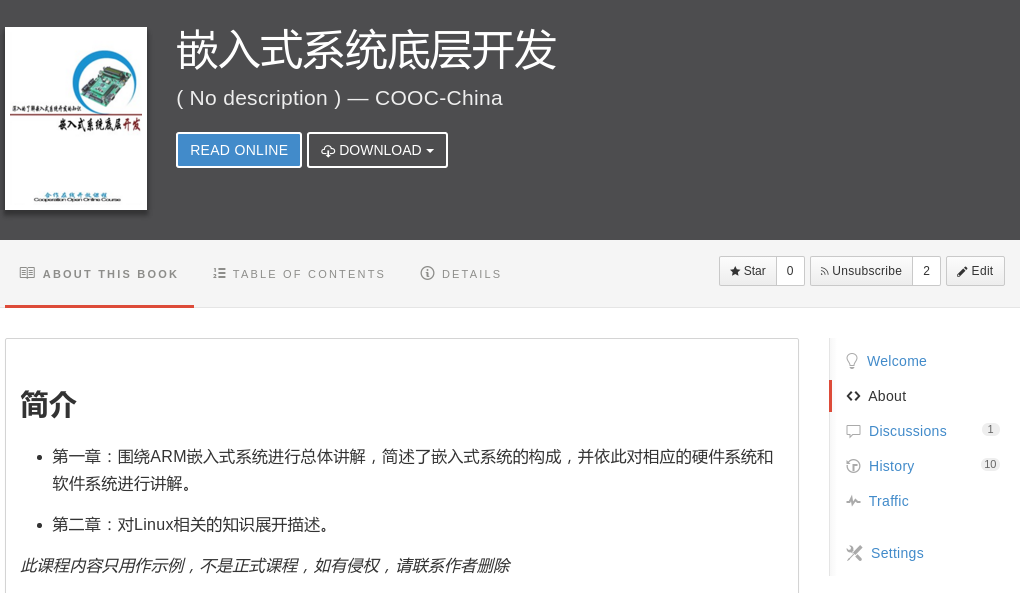 嵌入式系统底层开发
( No description ) — COOC-China
READ ONLINE
DOWNLOAD
深入的了解嵌入式系统开发的知识
嵌入式系统底层开发
合作在线开放课程
Cooperation Open Online Course
ABOUT THIS BOOK
TABLE OF CONTENTS
DETAILS
Star 0
Unsubscribe 2
Edit
简介
第一章：围绕ARM嵌入式系统进行总体讲解，简述了嵌入式系统的构成，并依此对相应的硬件系统和
软件系统进行讲解。
第二章：对Linux相关的知识展开描述。
此课程内容只用作示例，不是正式课程，如有侵权，请联系作者删除
Welcome
About
Discussions 1
History 10
Traffic
Settings